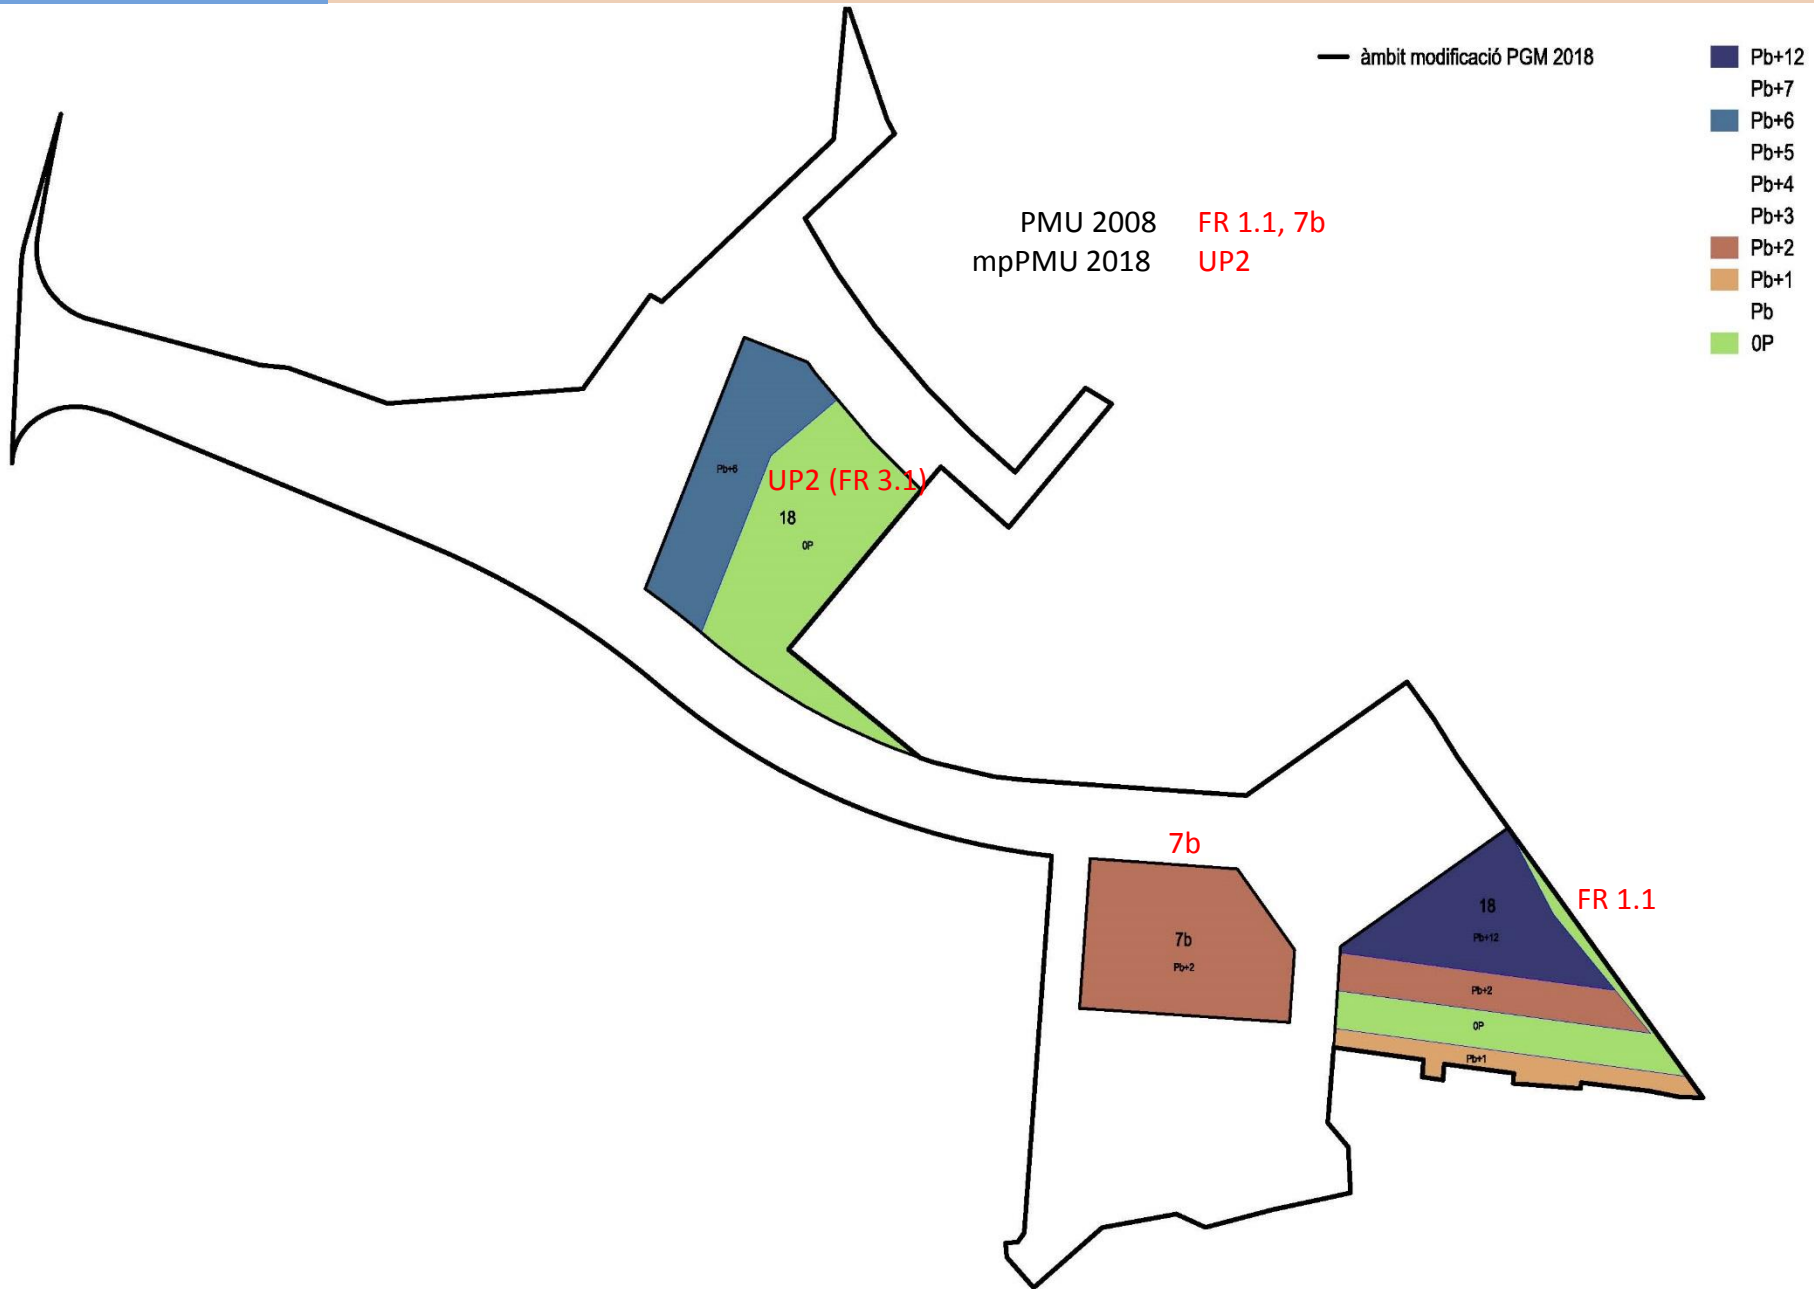 àmbit modificació PGM 2018
Pb+12
Pb+7
Pb+6
Pb+5
Pb+4
Pb+3
Pb+2
Pb+1
Pb
0P
PMU 2008 FR 1.1, 7b
mpPMU 2018 UP2
Pb+6
UP2 (FR 3.1)
18
0P
7b
7b
Pb+2
18
FR 1.1
Pb+12
Pb+2
0P
Pb+1